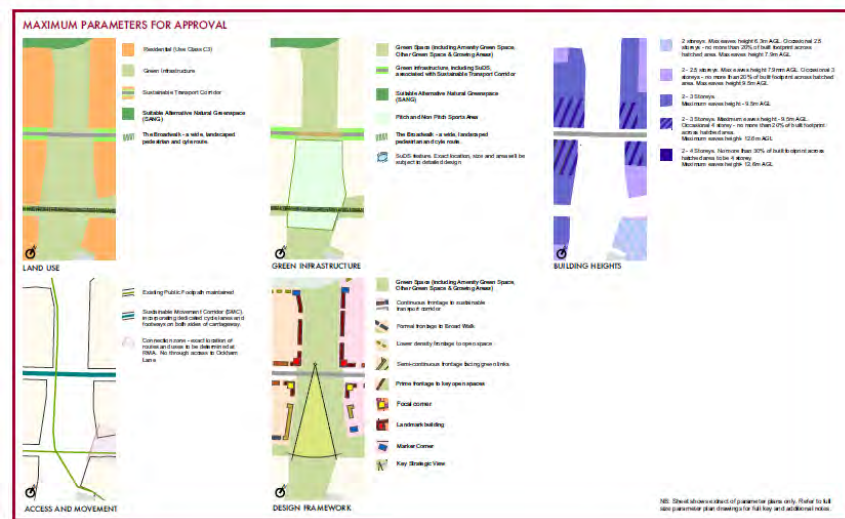 MAXIMUM PARAMETERS FOR APPROVAL
Residential (Use Class C3)
Green Infrastructure
Sustainable Transport Corridor
Suitable Alternative Natural Greenspace
(SANG)
The Broadwalk - a wide, landscaped
pedestrian and cycle route.
LAND USE
Green Space (including Amenity Green Space,
Other Green Space & Growing Areas)
Green Infrastructure, including SuDS,
associated with Sustainable Transport Corridor
Suitable Alternative Natural Greenspace
(SANG)
Pitch and Non Pitch Sports Area
The Broadwalk - a wide, landscaped
pedestrian and cycle route.
SuDS feature. Exact location, size and area will be
subject to detailed design.
GREEN INFRASTRUCTURE
2 storeys. Max eaves height 6.3m AGL. Occasional 2.5
storeys - no more than 20% of built footprint across
hatched area. Max eaves height 7.9m AGL
2 - 2.5 storeys. Max eaves height 7.9m AGL. Occasional 3
storeys - no more than 20% of built footprint across hatched
area. Max eaves height 9.5m AGL
2 - 3 Storeys.
Maximum eaves height - 9.5m AGL
2 - 3 Storeys. Maximum eaves height - 9.5m AGL.
Occasional 4 storey - no more than 20% of built footprint
across hatched area.
Maximum eaves height- AGL
2 - 4 Storeys. No more than 30% of built footprint across
hatched area to be 4 storey.
Maximum eaves height- AGL
BUILDING HEIGHTS
Existing Public Footpath maintained
Sustainable Movement Corridor (SMC)
incorporating dedicated cycle lanes and
footways on both sides of carriageway.
Connection zone - exact location of
routes and uses to be determined at
RMA. No through access to Ockham
Lane
ACCESS AND MOVEMENT
Green Space (including Amenity Green Space,
Other Green Space & Growing Areas)
Continuous frontage to sustainable
transport corridor
Formal frontage to Broad Walk
Lower density frontage to open space
Semi-continuous frontage facing green links
Prime frontage to key open spaces
Focal corner
Landmark building
Marker Corner
Key Strategic View
DESIGN FRAMEWORK
NB: Sheet shows extract of parameter plans only. Refer to full
size parameter plan drawings for full key and additional notes.